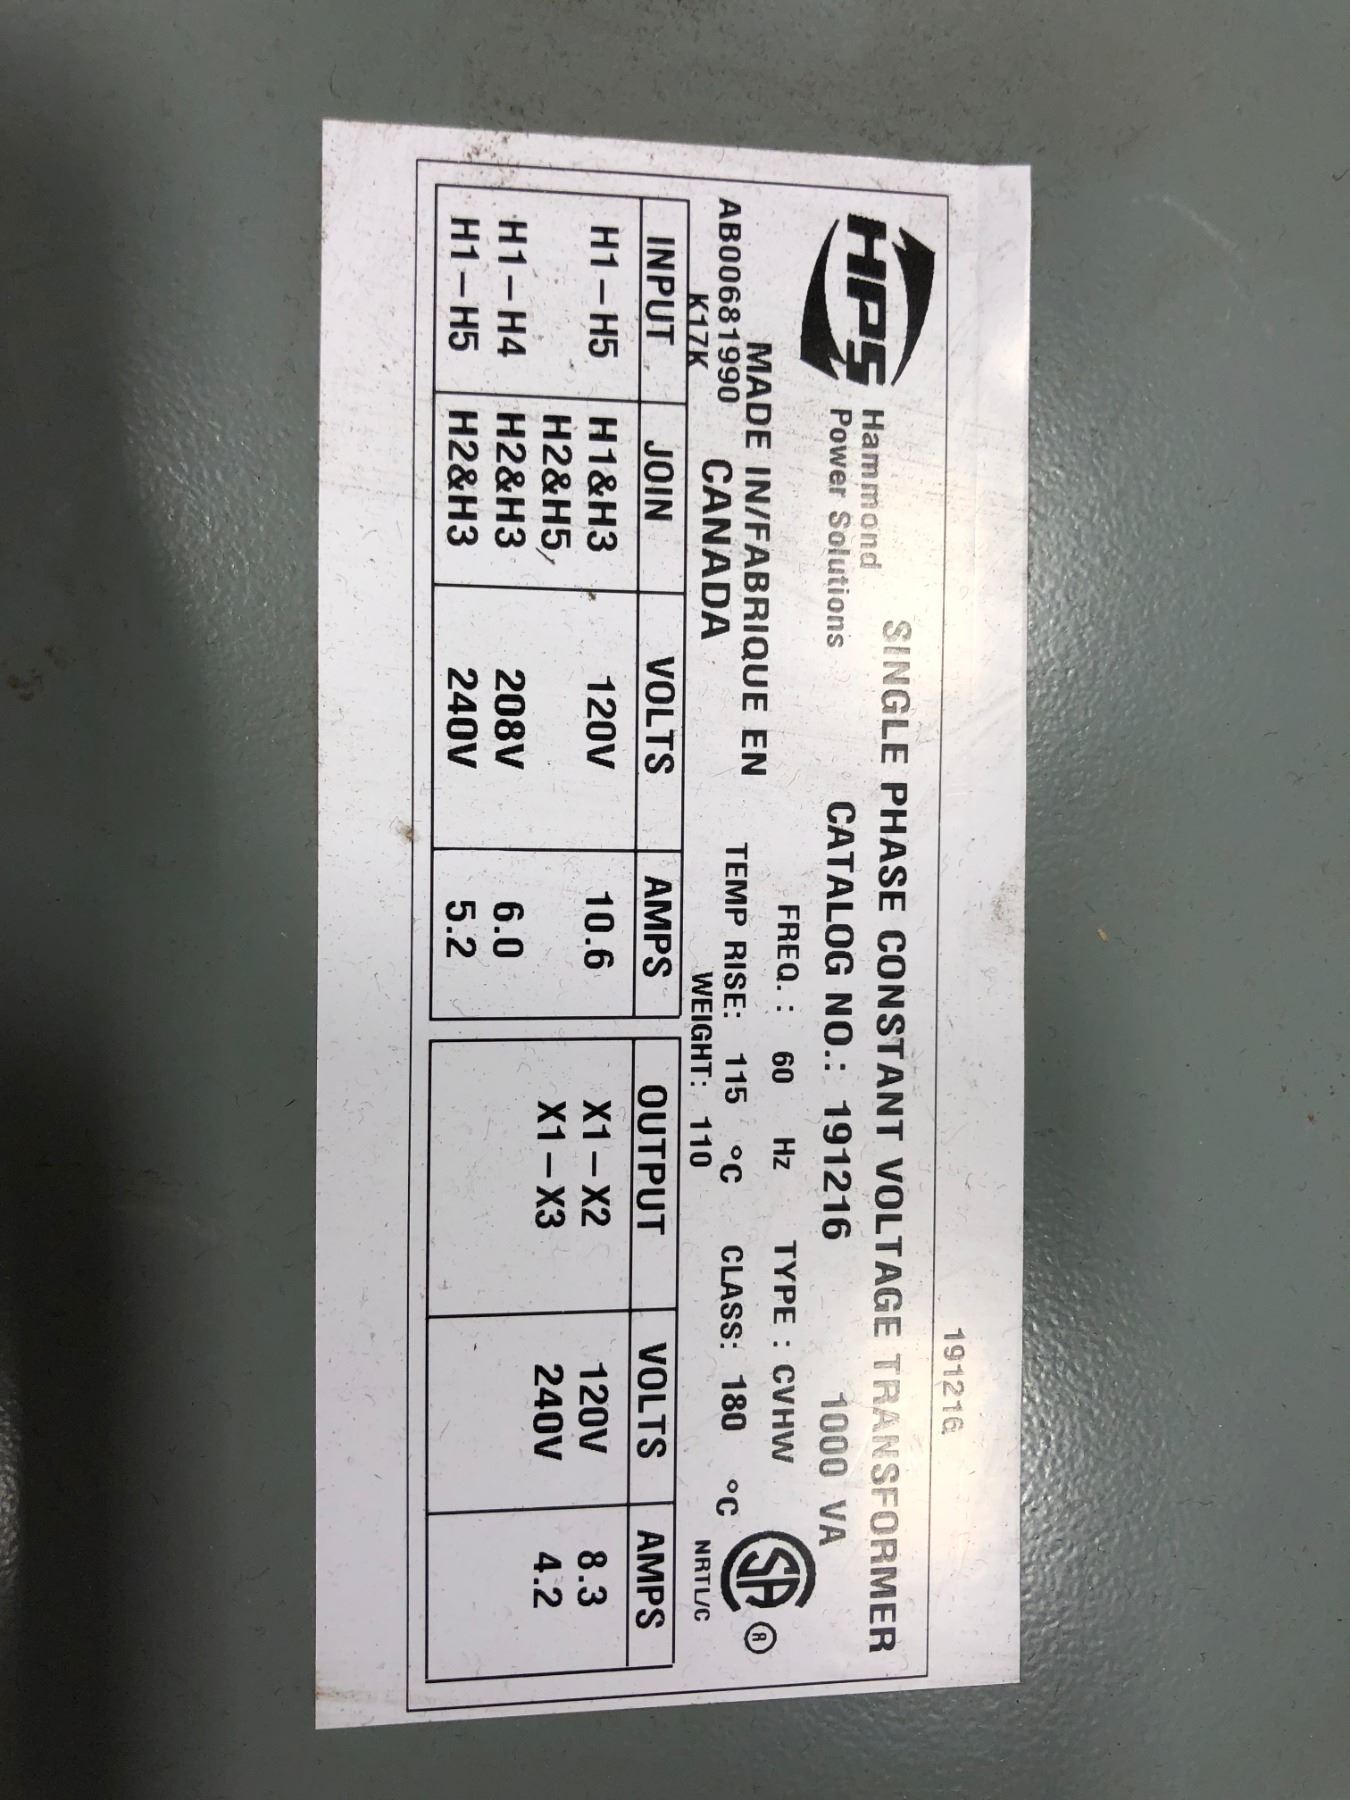 191216
SINGLE PHASE CONSTANT VOLTAGE TRANSFORMER
HPS Hammond
Power Solutions
CATALOG NO.: 191216 1000 VA
FREQ. : 60 Hz TYPE : CVHW
MADE IN/FABRIQUE EN
AB00681990 CANADA
TEMP RISE: 115 °C CLASS: 180 °C
K17K WEIGHT: 110
SA ®
NRTL/C
INPUT JOIN VOLTS AMPS OUTPUT VOLTS AMPS
H1-H5 H1&H3 120V 10.6 X1-X2 120V 8.3
H2&H5, X1-X3 240V 4.2
H1-H4 H2&H3 208V 6.0
H1-H5 H2&H3 240V 5.2